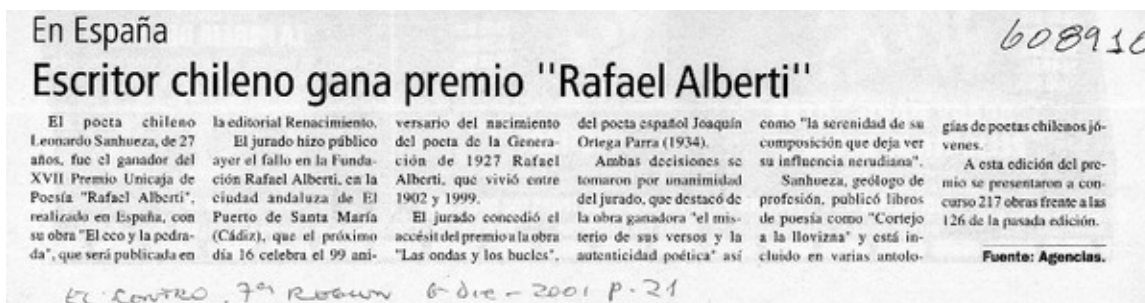 En España
608916
Escritor chileno gana premio "Rafael Alberti"
El poeta chileno
Leonardo Sanhueza, de 27
años, fue el ganador del
XVII Premio Unicaja de
Poesía "Rafael Alberti",
realizado en España, con
su obra "El eco y la pedra-
da", que será publicada en
la editorial Renacimiento.
El jurado hizo público
ayer el fallo en la Funda-
ción Rafael Alberti, en la
ciudad andaluza de El
Puerto de Santa María
(Cádiz), que el próximo
día 16 celebra el 99 ani-
versario del nacimiento
del poeta de la Genera-
ción de 1927 Rafael
Alberti, que vivió entre
1902 y 1999.
El jurado concedió el
accésit del premio a la obra
"Las ondas y los bucles",
del poeta español Joaquín
Ortega Parra (1934).
Ambas decisiones se
tomaron por unanimidad
del jurado, que destacó de
la obra ganadora "el mis-
terio de sus versos y la
autenticidad poética" así
como "la serenidad de su
composición que deja ver
su influencia nerudiana".
Sanhueza, geólogo de
profesión, publicó libros
de poesía como "Cortejo
a la llovizna" y está in-
cluido en varias antolo-
gías de poetas chilenos jó-
venes.
A esta edición del pre-
mio se presentaron a con-
curso 217 obras frente a las
126 de la pasada edición.
Fuente: Agencias.
EL CENTRO, 7ª REGION 6 Dic - 2001 P. 21